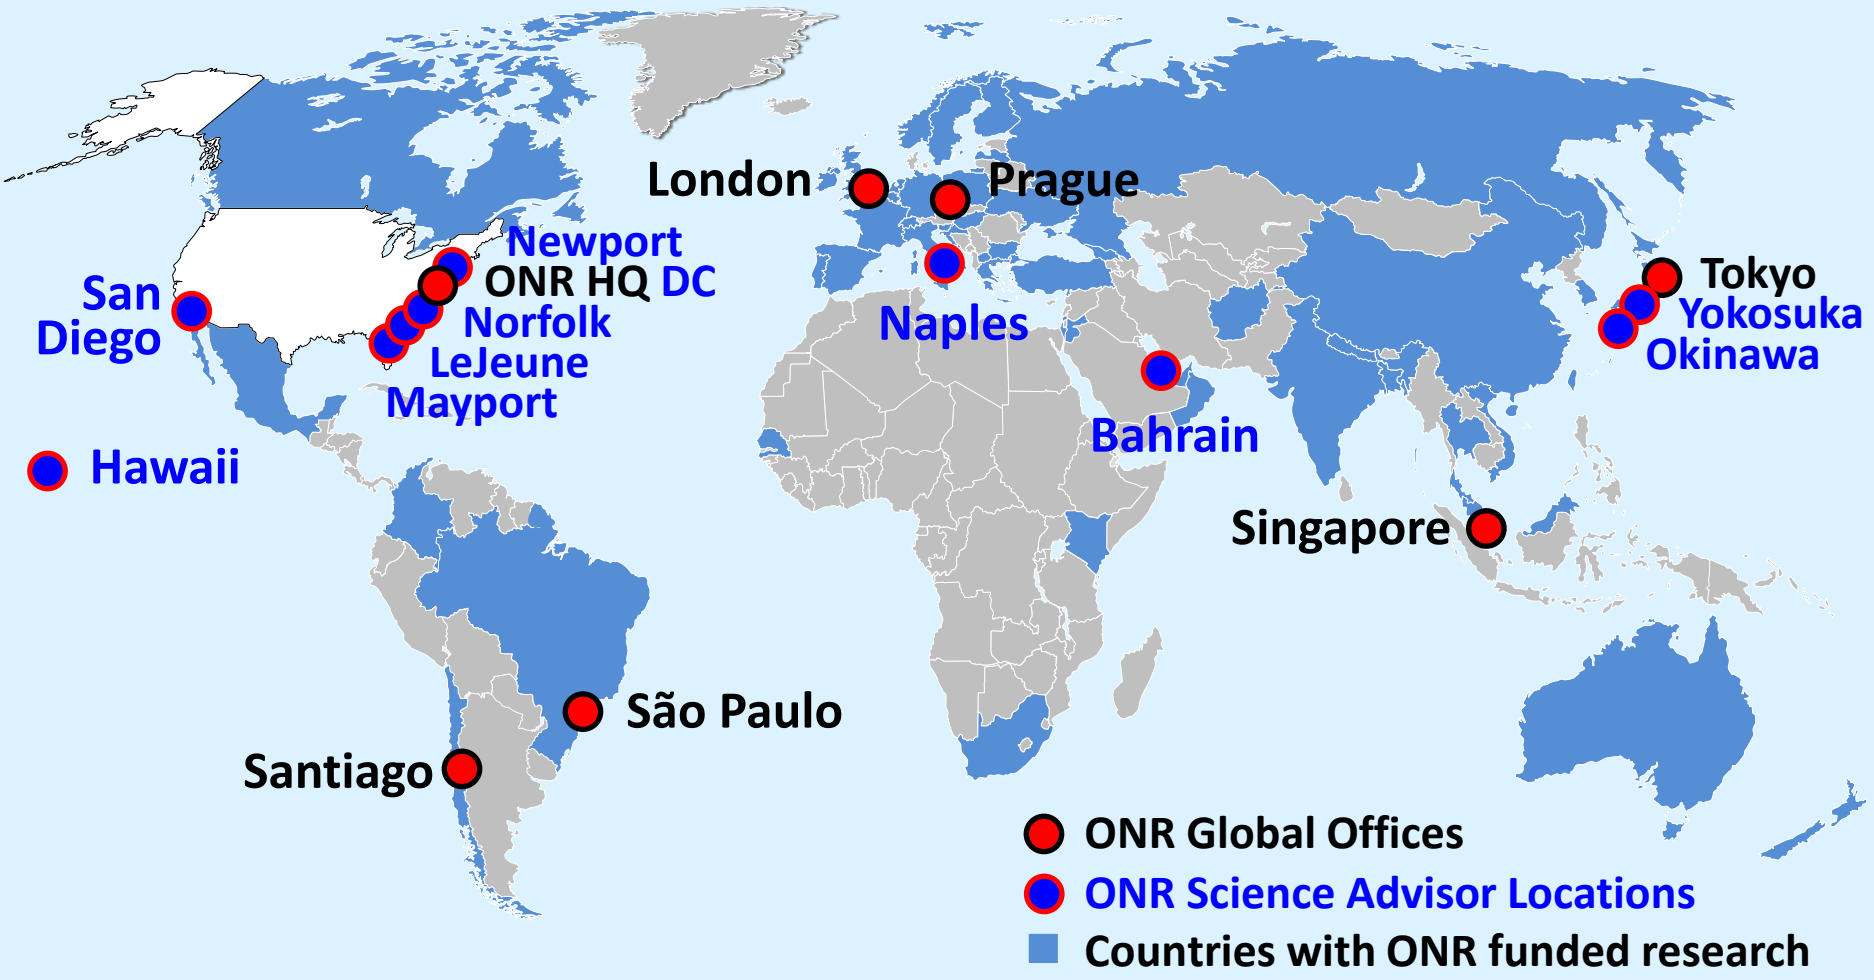 London
Prague
Newport
ONR HQ DC
San
Diego
Norfolk
LeJeune
Mayport
Naples
Tokyo
Yokosuka
Okinawa
Hawaii
Bahrain
Singapore
São Paulo
Santiago
ONR Global Offices
ONR Science Advisor Locations
Countries with ONR funded research